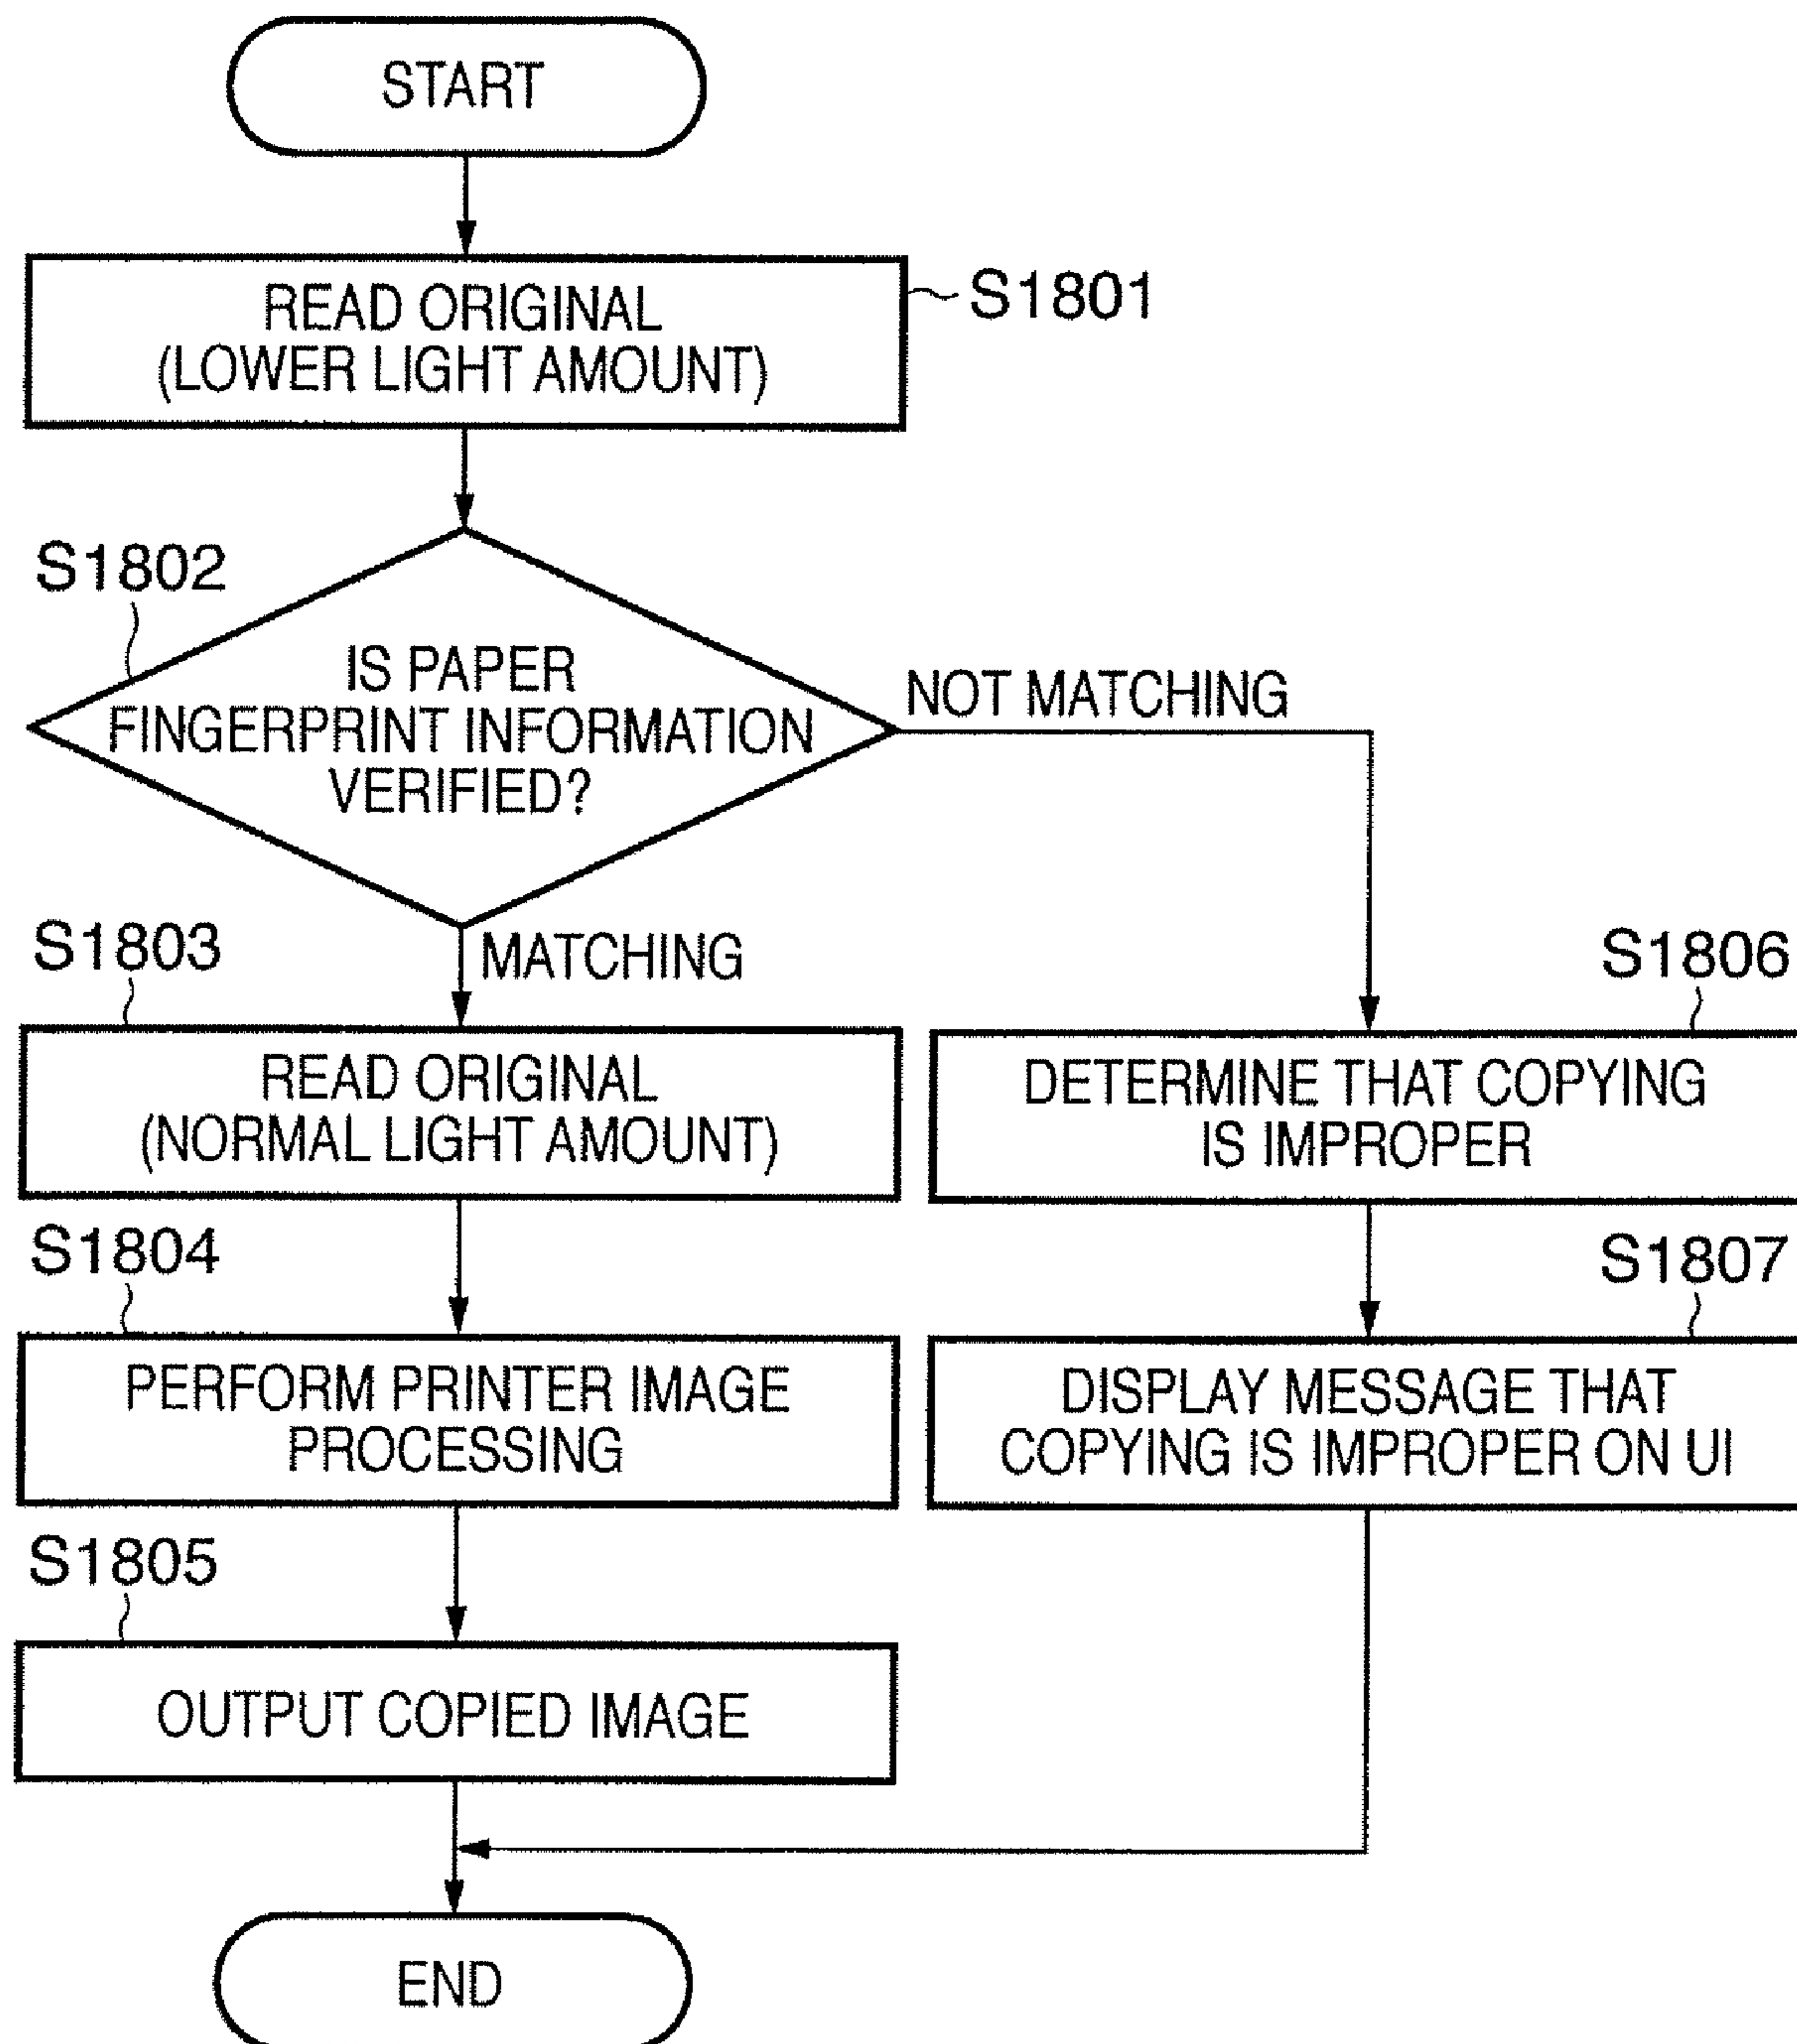 START
READ ORIGINAL
(LOWER LIGHT AMOUNT)
S1801
S1802
IS PAPER
FINGERPRINT INFORMATION
VERIFIED?
NOT MATCHING
MATCHING
S1803
READ ORIGINAL
(NORMAL LIGHT AMOUNT)
S1804
PERFORM PRINTER IMAGE
PROCESSING
S1805
OUTPUT COPIED IMAGE
S1806
DETERMINE THAT COPYING
IS IMPROPER
S1807
DISPLAY MESSAGE THAT
COPYING IS IMPROPER ON UI
END